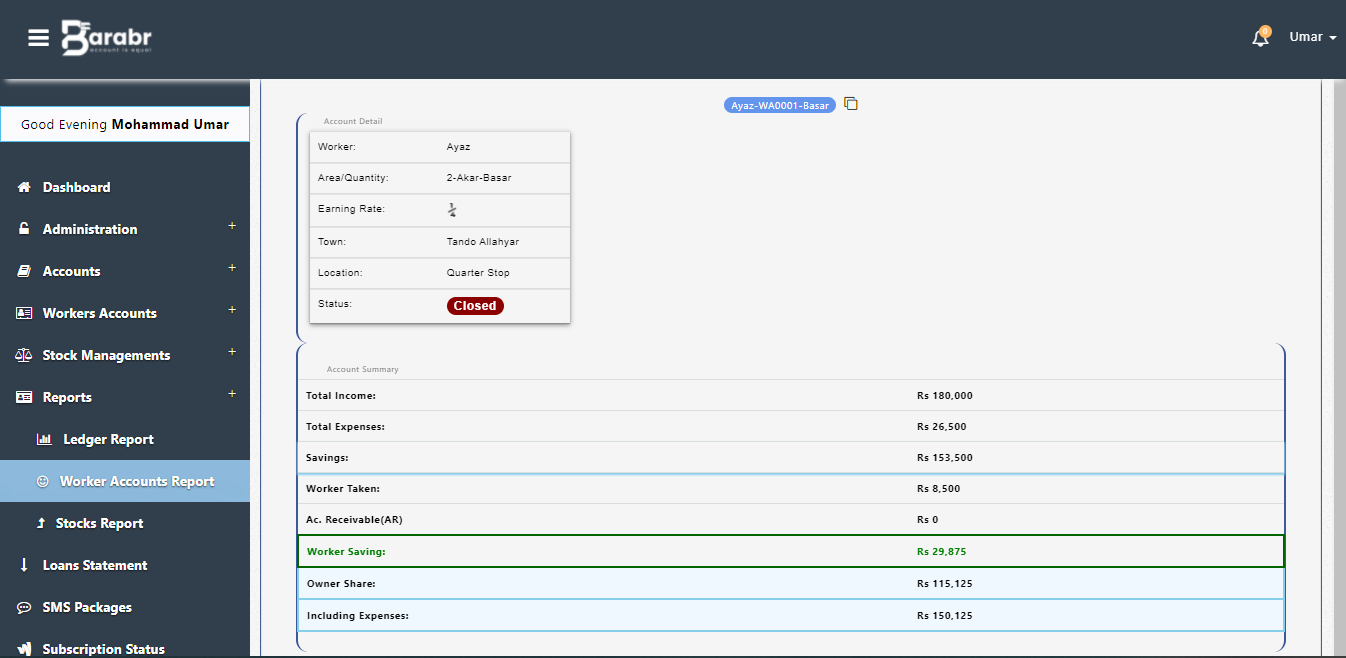 Barabr
account is equal
0
Umar
Good Evening Mohammad Umar
Dashboard
Administration +
Accounts +
Workers Accounts +
Stock Managements +
Reports +
Ledger Report
Worker Accounts Report
Stocks Report
Loans Statement
SMS Packages
Subscription Status
Ayaz-WA0001-Basar
Account Detail
Worker: Ayaz
Area/Quantity: 2-Akar-Basar
Earning Rate: ¼
Town: Tando Allahyar
Location: Quarter Stop
Status: Closed
Account Summary
Total Income: Rs 180,000
Total Expenses: Rs 26,500
Savings: Rs 153,500
Worker Taken: Rs 8,500
Ac. Receivable(AR) Rs 0
Worker Saving: Rs 29,875
Owner Share: Rs 115,125
Including Expenses: Rs 150,125